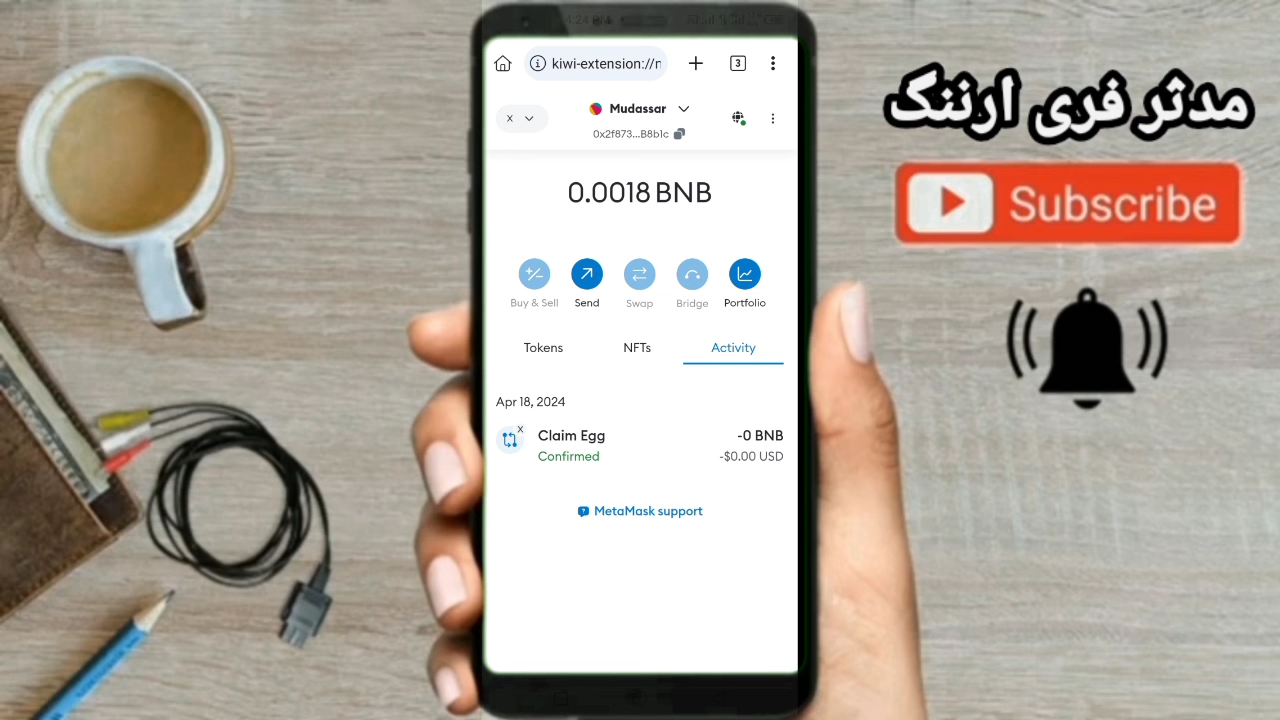 kiwi-extension://r
3
X
Mudassar
0x2f873...B8b1c
0.0018 BNB
Buy & Sell
Send
Swap
Bridge
Portfolio
Tokens
NFTs
Activity
Apr 18, 2024
X
Claim Egg
-0 BNB
Confirmed
-$0.00 USD
MetaMask support
مدثر فری ارننگ
Subscribe